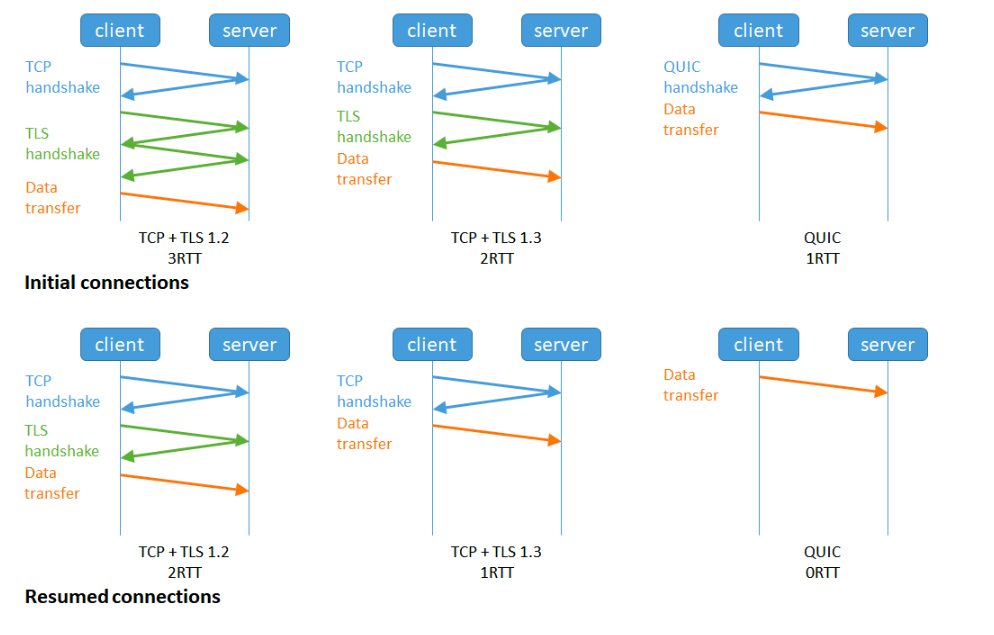 client
server
TCP
handshake
TLS
handshake
Data
transfer
TCP + TLS 1.2
3RTT
client
server
TCP
handshake
TLS
handshake
Data
transfer
TCP + TLS 1.3
2RTT
client
server
QUIC
handshake
Data
transfer
QUIC
1RTT
Initial connections
client
server
TCP
handshake
TLS
handshake
Data
transfer
TCP + TLS 1.2
2RTT
client
server
TCP
handshake
Data
transfer
TCP + TLS 1.3
1RTT
client
server
Data
transfer
QUIC
0RTT
Resumed connections